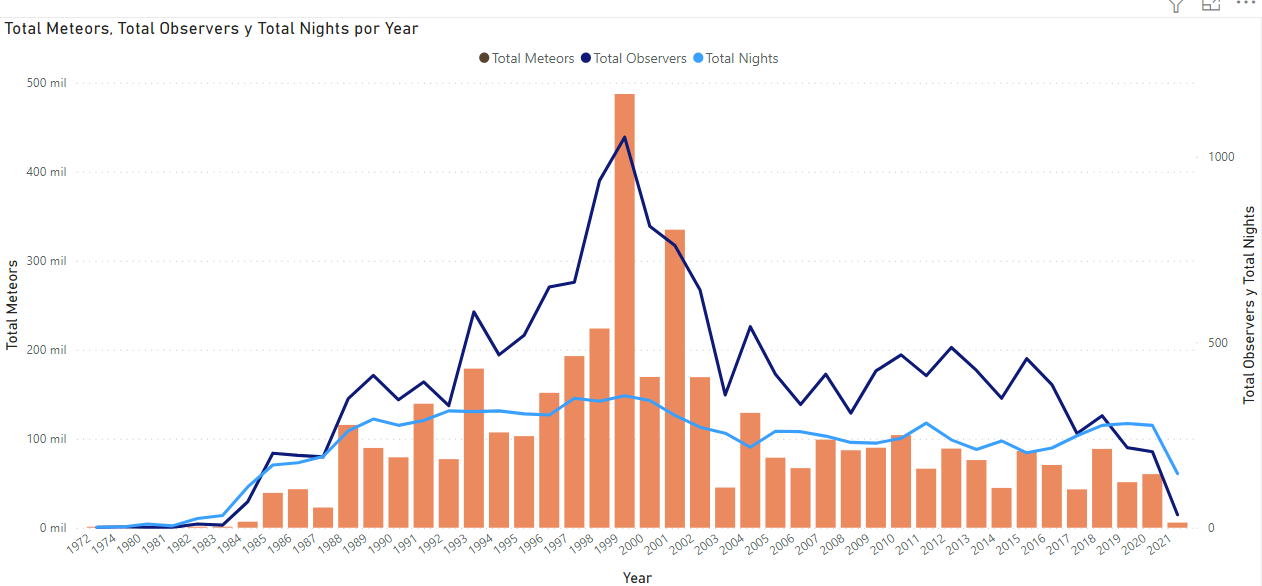 Total Meteors, Total Observers y Total Nights por Year
Total Meteors Total Observers Total Nights
500 mil
400 mil
300 mil
200 mil
100 mil
0 mil
Total Meteors
1000
500
0
Total Observers y Total Nights
1972 1974 1980 1981 1982 1983 1984 1985 1986 1987 1988 1989 1990 1991 1992 1993 1994 1995 1996 1997 1998 1999 2000 2001 2002 2003 2004 2005 2006 2007 2008 2009 2010 2011 2012 2013 2014 2015 2016 2017 2018 2019 2020 2021
Year